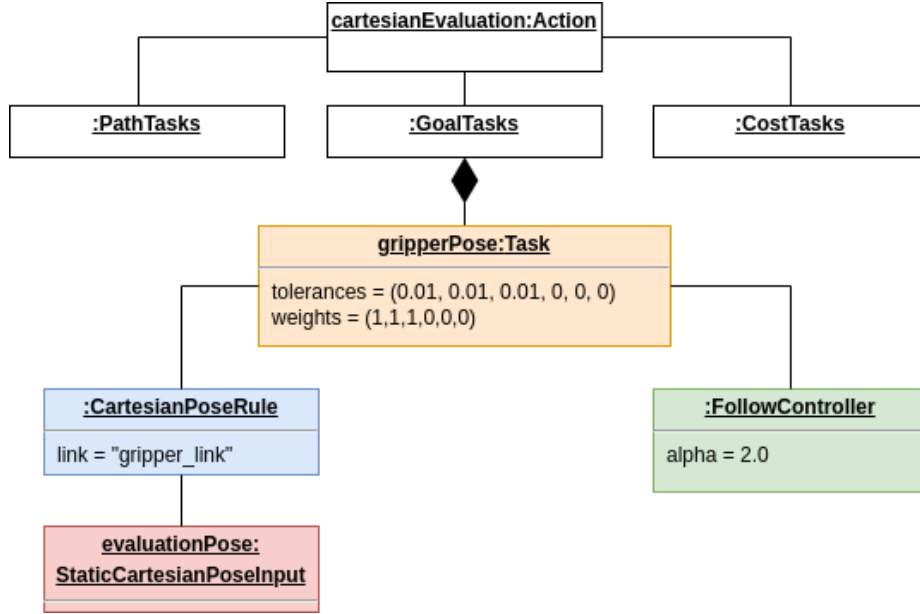 cartesianEvaluation:Action
:PathTasks
:GoalTasks
:CostTasks
gripperPose:Task
tolerances = (0.01, 0.01, 0.01, 0, 0, 0)
weights = (1,1,1,0,0,0)
:CartesianPoseRule
link = "gripper_link"
:FollowController
alpha = 2.0
evaluationPose:
StaticCartesianPoseInput